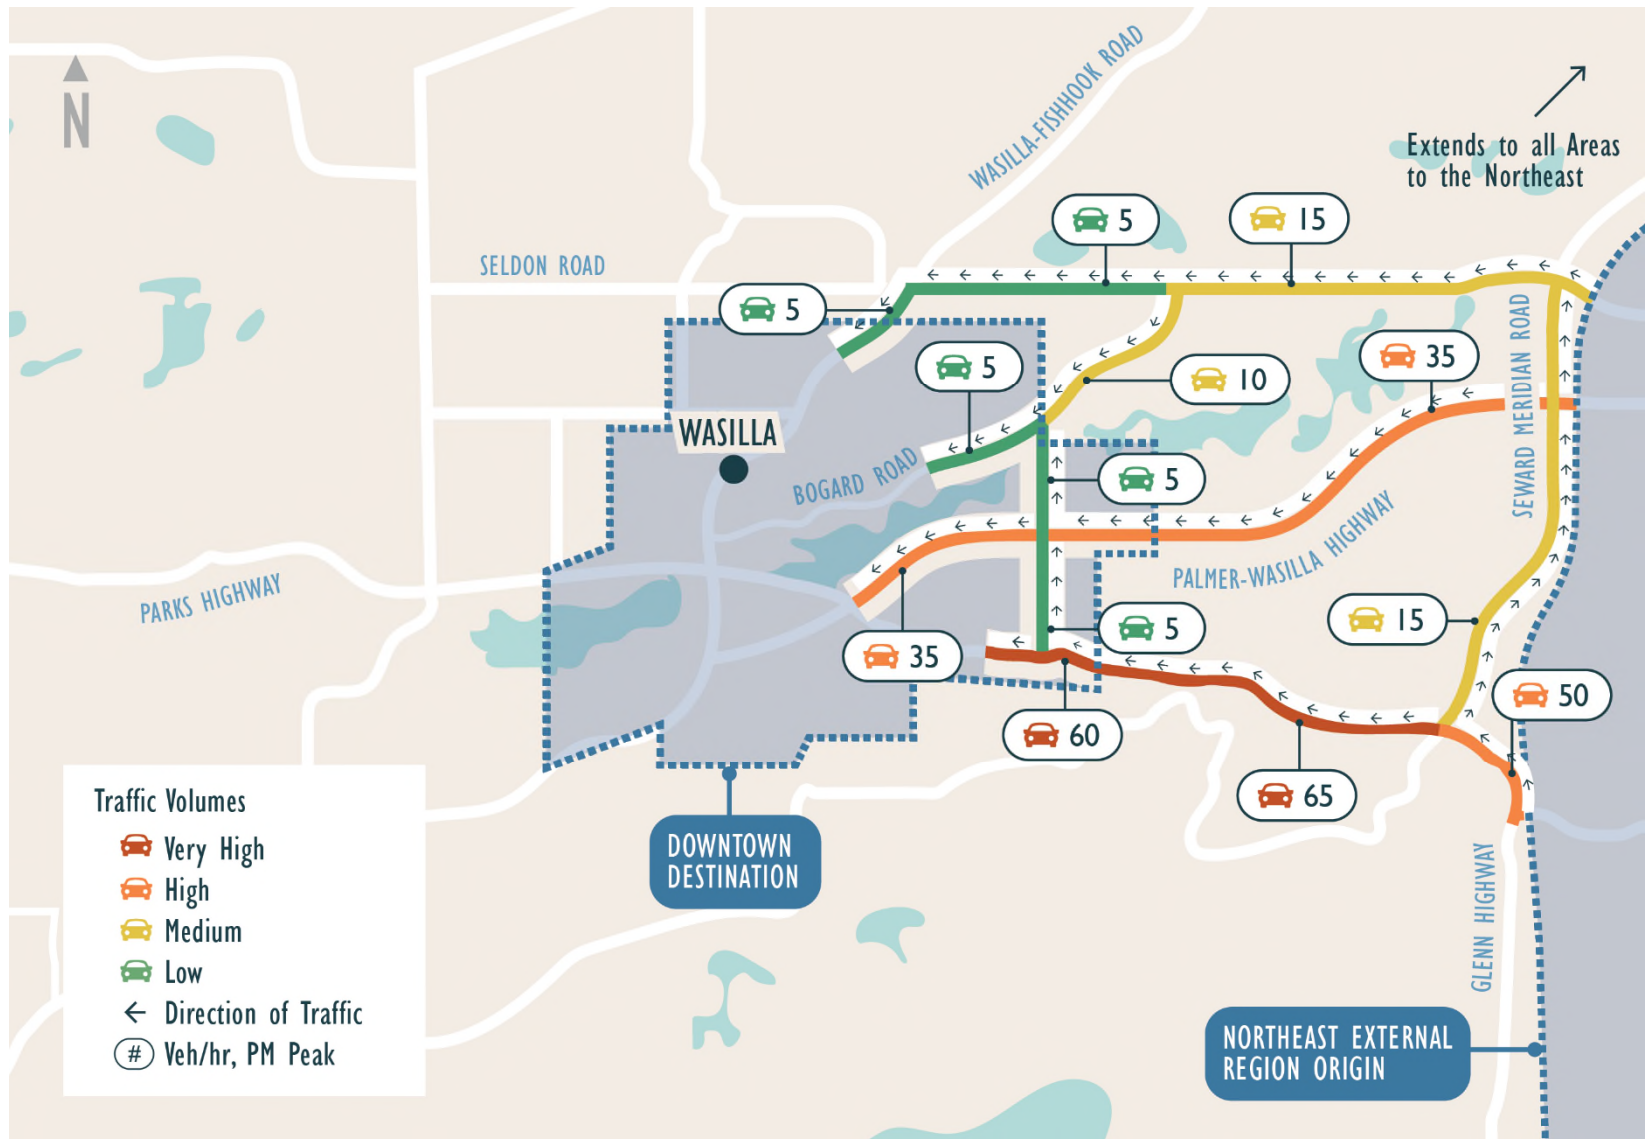 N
WASILLA-FISHHOOK ROAD
Extends to all Areas
to the Northeast
5
15
SELDON ROAD
5
SEWARD MERIDIAN ROAD
35
5
10
WASILLA
BOGARD ROAD
5
PALMER-WASILLA HIGHWAY
PARKS HIGHWAY
15
5
35
50
60
65
Traffic Volumes
Very High
High
Medium
Low
Direction of Traffic
# Veh/hr, PM Peak
DOWNTOWN
DESTINATION
GLENN HIGHWAY
NORTHEAST EXTERNAL
REGION ORIGIN